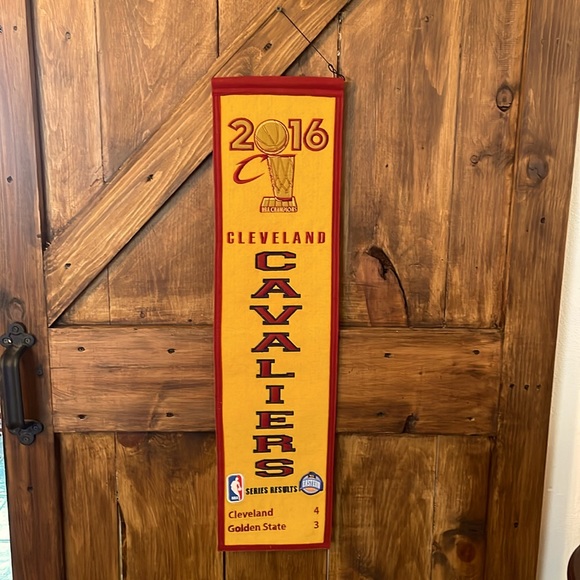 2016
NBA CHAMPIONS
CLEVELAND
CAVALIERS
SERIES RESULTS
Cleveland 4
Golden State 3